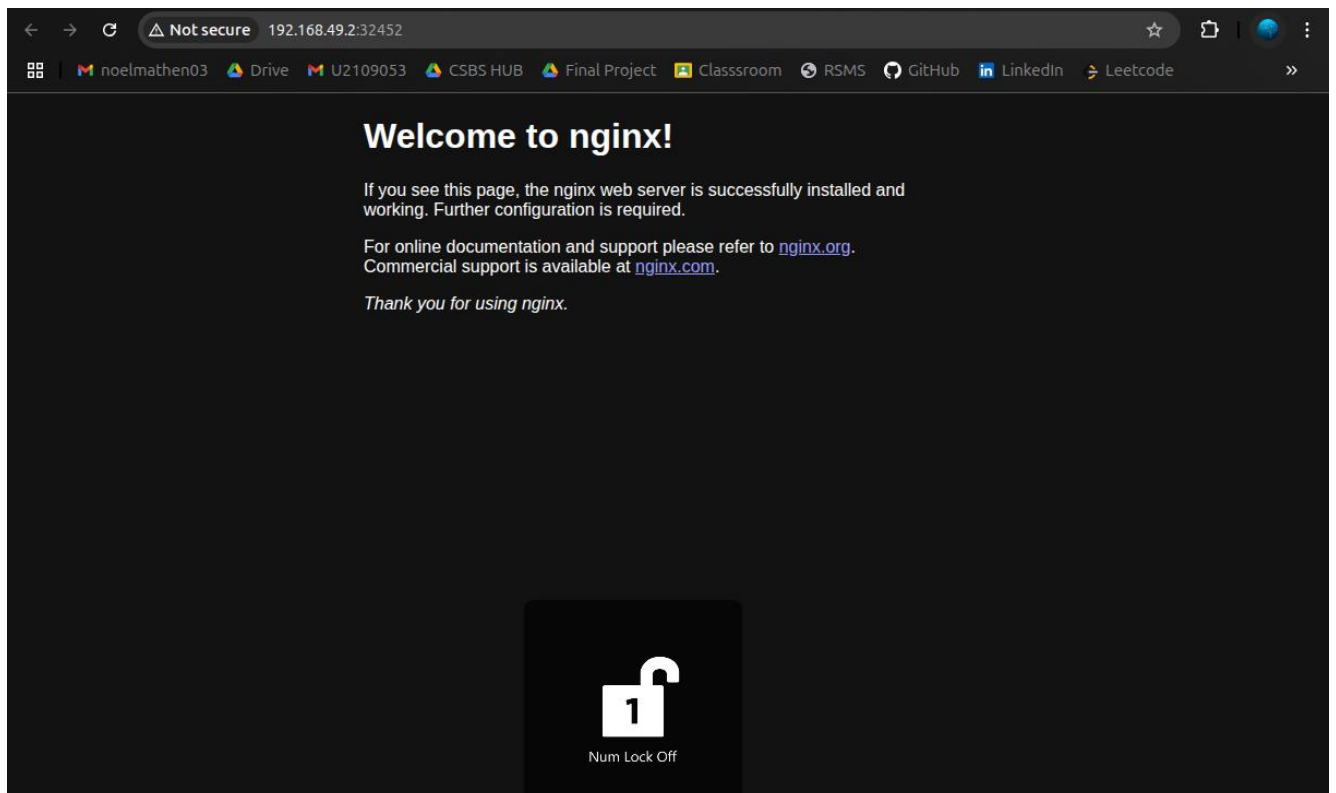 Not secure 192.168.49.2:32452
noelmathen03 Drive U2109053 CSBS HUB Final Project Classsroom RSMS GitHub LinkedIn Leetcode »
Welcome to nginx!
If you see this page, the nginx web server is successfully installed and
working. Further configuration is required.
For online documentation and support please refer to nginx.org.
Commercial support is available at nginx.com.
Thank you for using nginx.
1
Num Lock Off